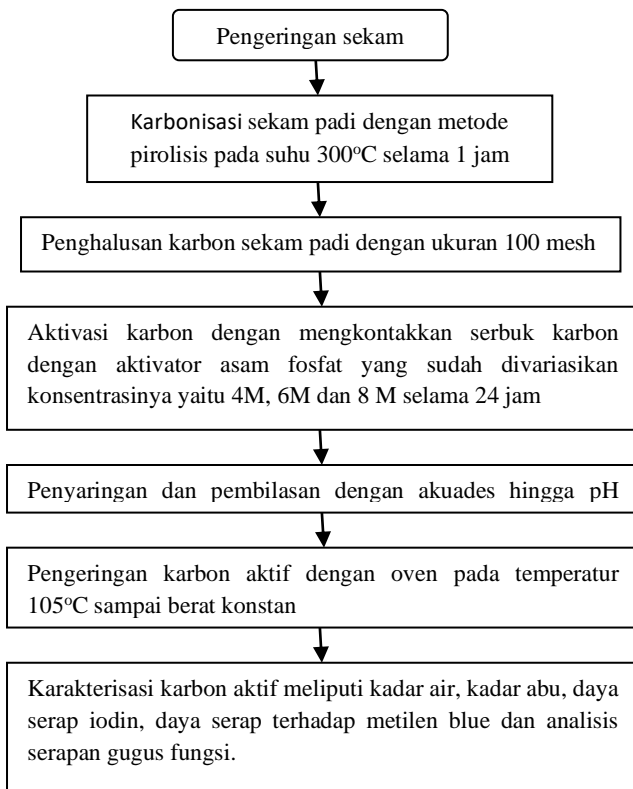 Pengeringan sekam
Karbonisasi sekam padi dengan metode
pirolisis pada suhu 300°C selama 1 jam
Penghalusan karbon sekam padi dengan ukuran 100 mesh
Aktivasi karbon dengan mengkontakkan serbuk karbon
dengan aktivator asam fosfat yang sudah divariasikan
konsentrasinya yaitu 4M, 6M dan 8 M selama 24 jam
Penyaringan dan pembilasan dengan akuades hingga pH
Pengeringan karbon aktif dengan oven pada temperatur
105°C sampai berat konstan
Karakterisasi karbon aktif meliputi kadar air, kadar abu, daya
serap iodin, daya serap terhadap metilen blue dan analisis
serapan gugus fungsi.